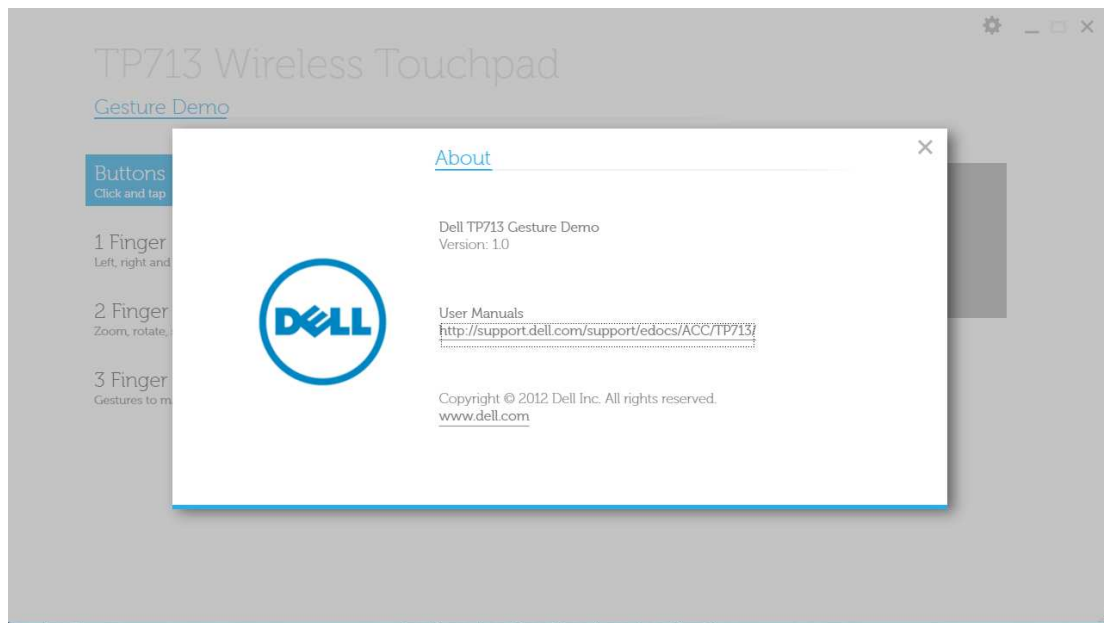 TP713 Wireless Touchpad
Gesture Demo
Buttons
Click and tap
1 Finger
Left, right and
2 Finger
Zoom, rotate,
3 Finger
Gestures to
About
Dell TP713 Gesture Demo
Version: 1.0
DELL
User Manuals
http://support.dell.com/support/edocs/ACC/TP713/
Copyright © 2012 Dell Inc. All rights reserved.
www.dell.com